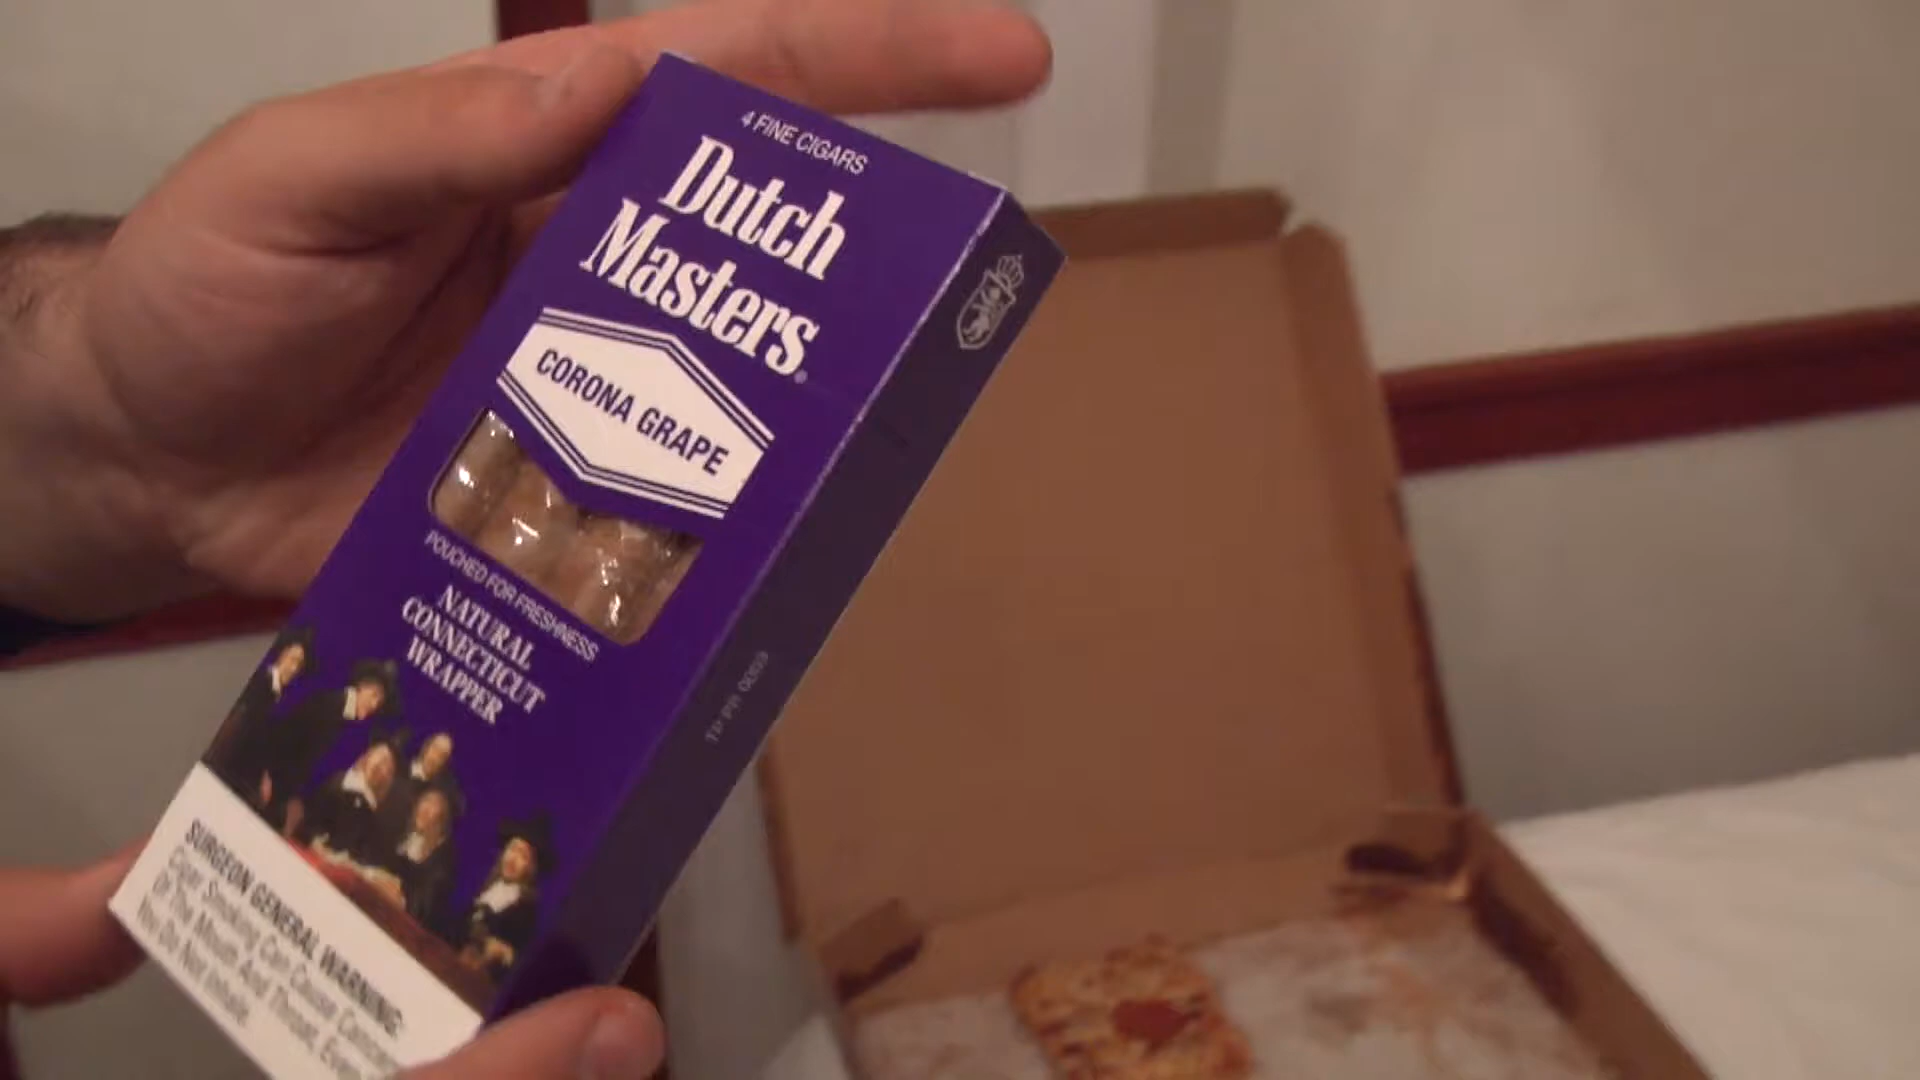 4 FINE CIGARS
Dutch
Masters®
CORONA GRAPE
POUCHED FOR FRESHNESS
NATURAL
CONNECTICUT
WRAPPER
SURGEON GENERAL WARNING:
Cigar Smoking Can Cause Cancers
Of The Mouth And Throat, Even
You Do Not Inhale.